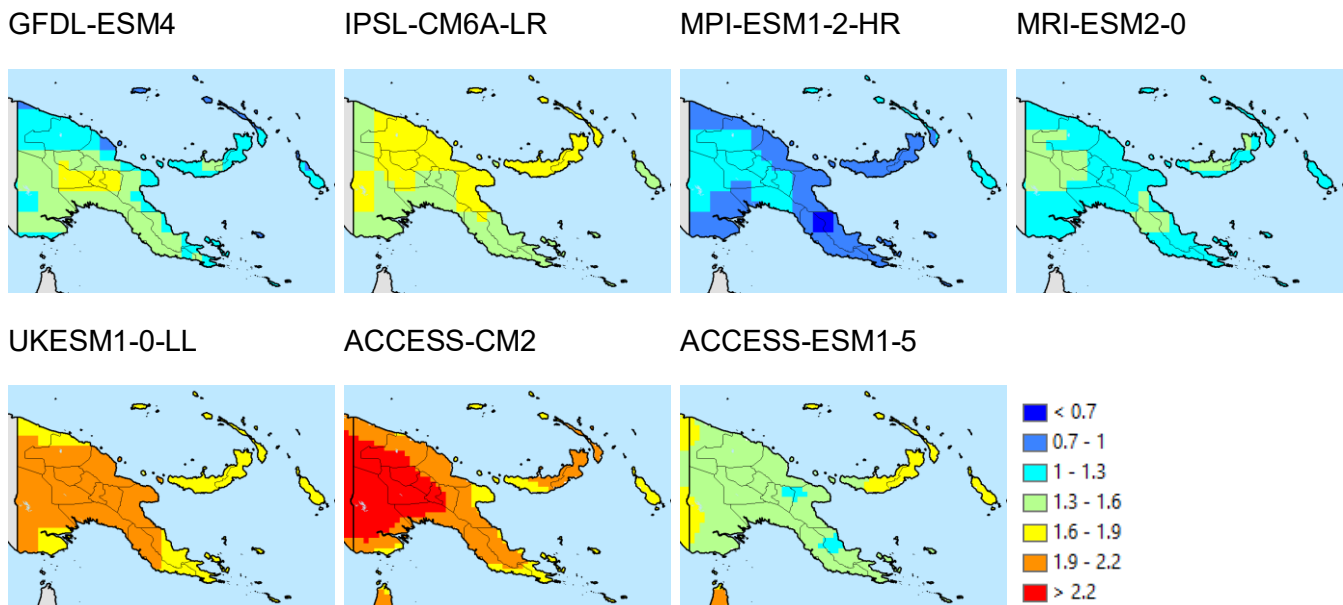 GFDL-ESM4
IPSL-CM6A-LR
MPI-ESM1-2-HR
MRI-ESM2-0
UKESM1-0-LL
ACCESS-CM2
ACCESS-ESM1-5
< 0.7
0.7 - 1
1 - 1.3
1.3 - 1.6
1.6 - 1.9
1.9 - 2.2
> 2.2